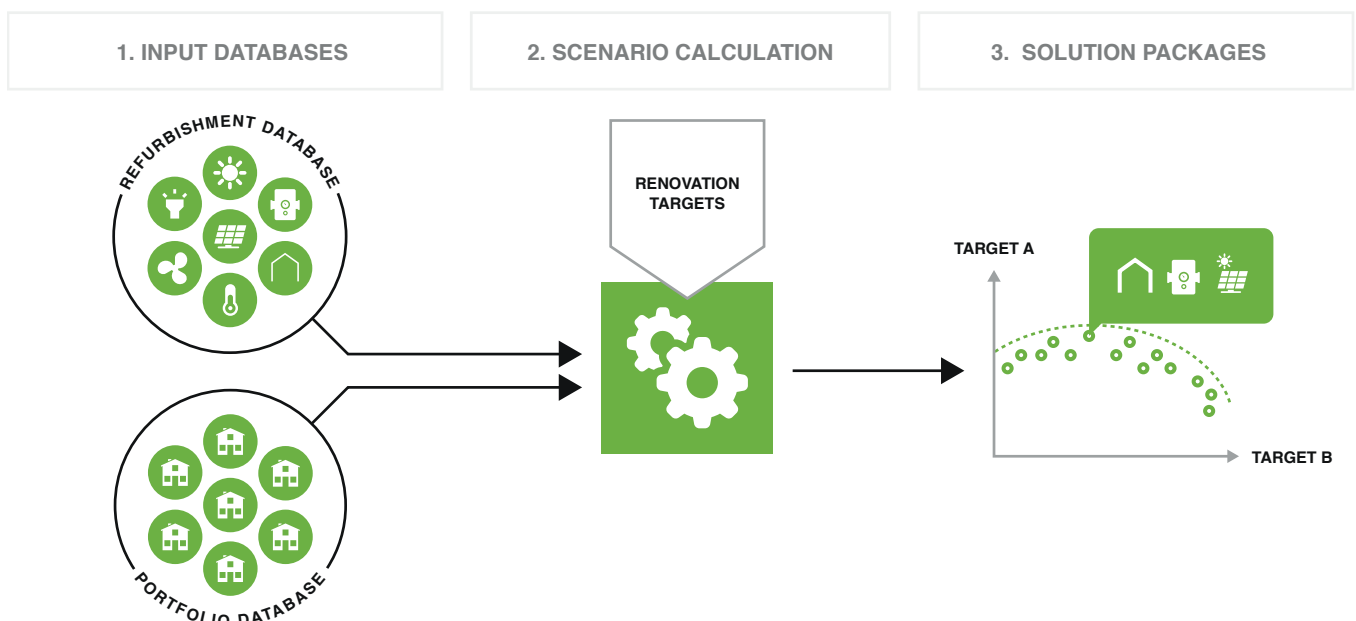 1. INPUT DATABASES
2. SCENARIO CALCULATION
3. SOLUTION PACKAGES
REFURBISHMENT DATABASE
RENOVATION
TARGETS
TARGET A
TARGET B
PORTFOLIO DATABASE